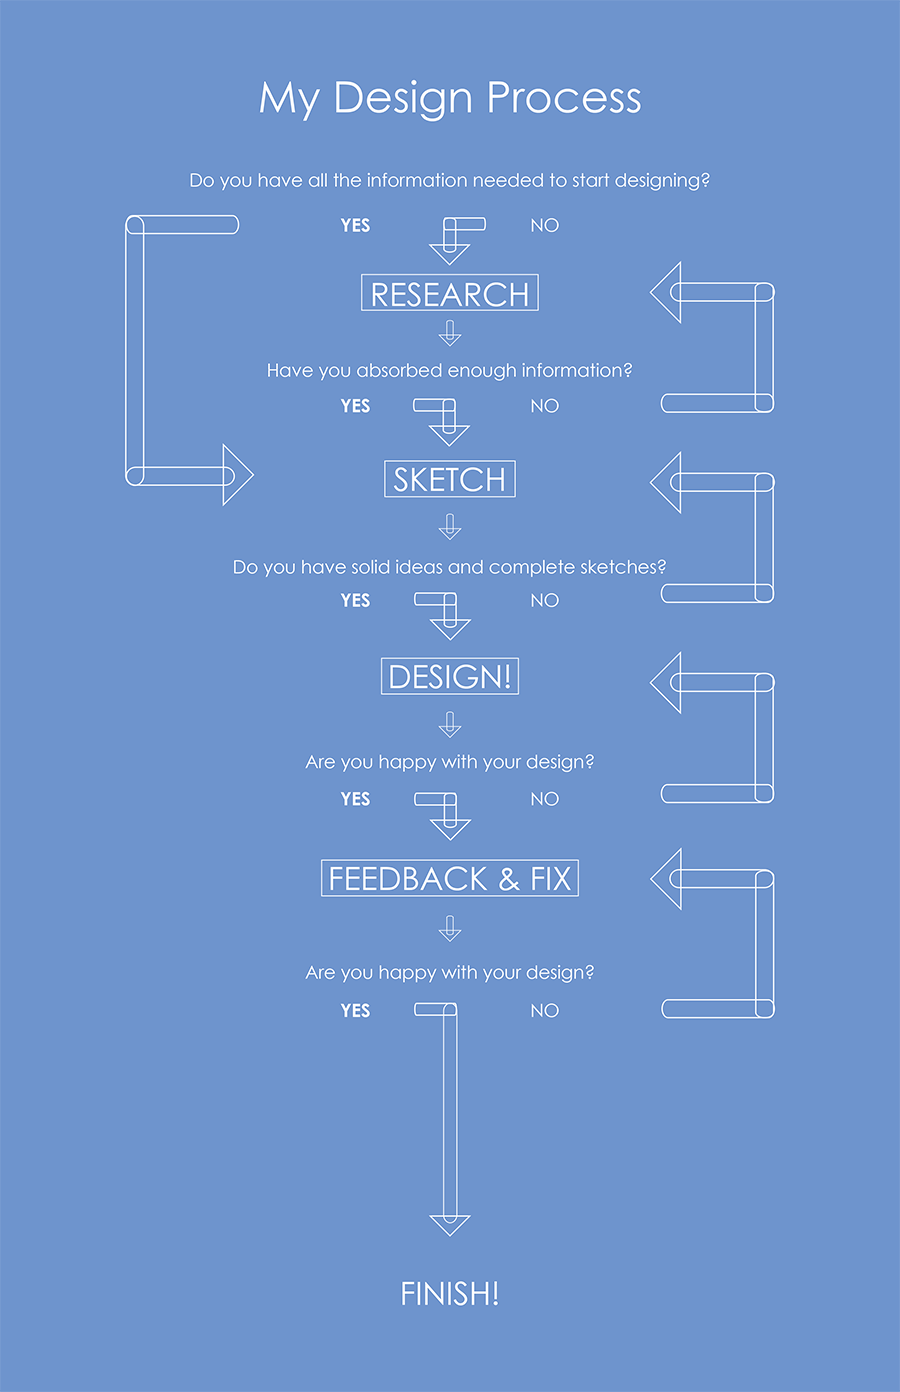 My Design Process
Do you have all the information needed to start designing?
YES NO
RESEARCH
Have you absorbed enough information?
YES NO
SKETCH
Do you have solid ideas and complete sketches?
YES NO
DESIGN!
Are you happy with your design?
YES NO
FEEDBACK & FIX
Are you happy with your design?
YES NO
FINISH!